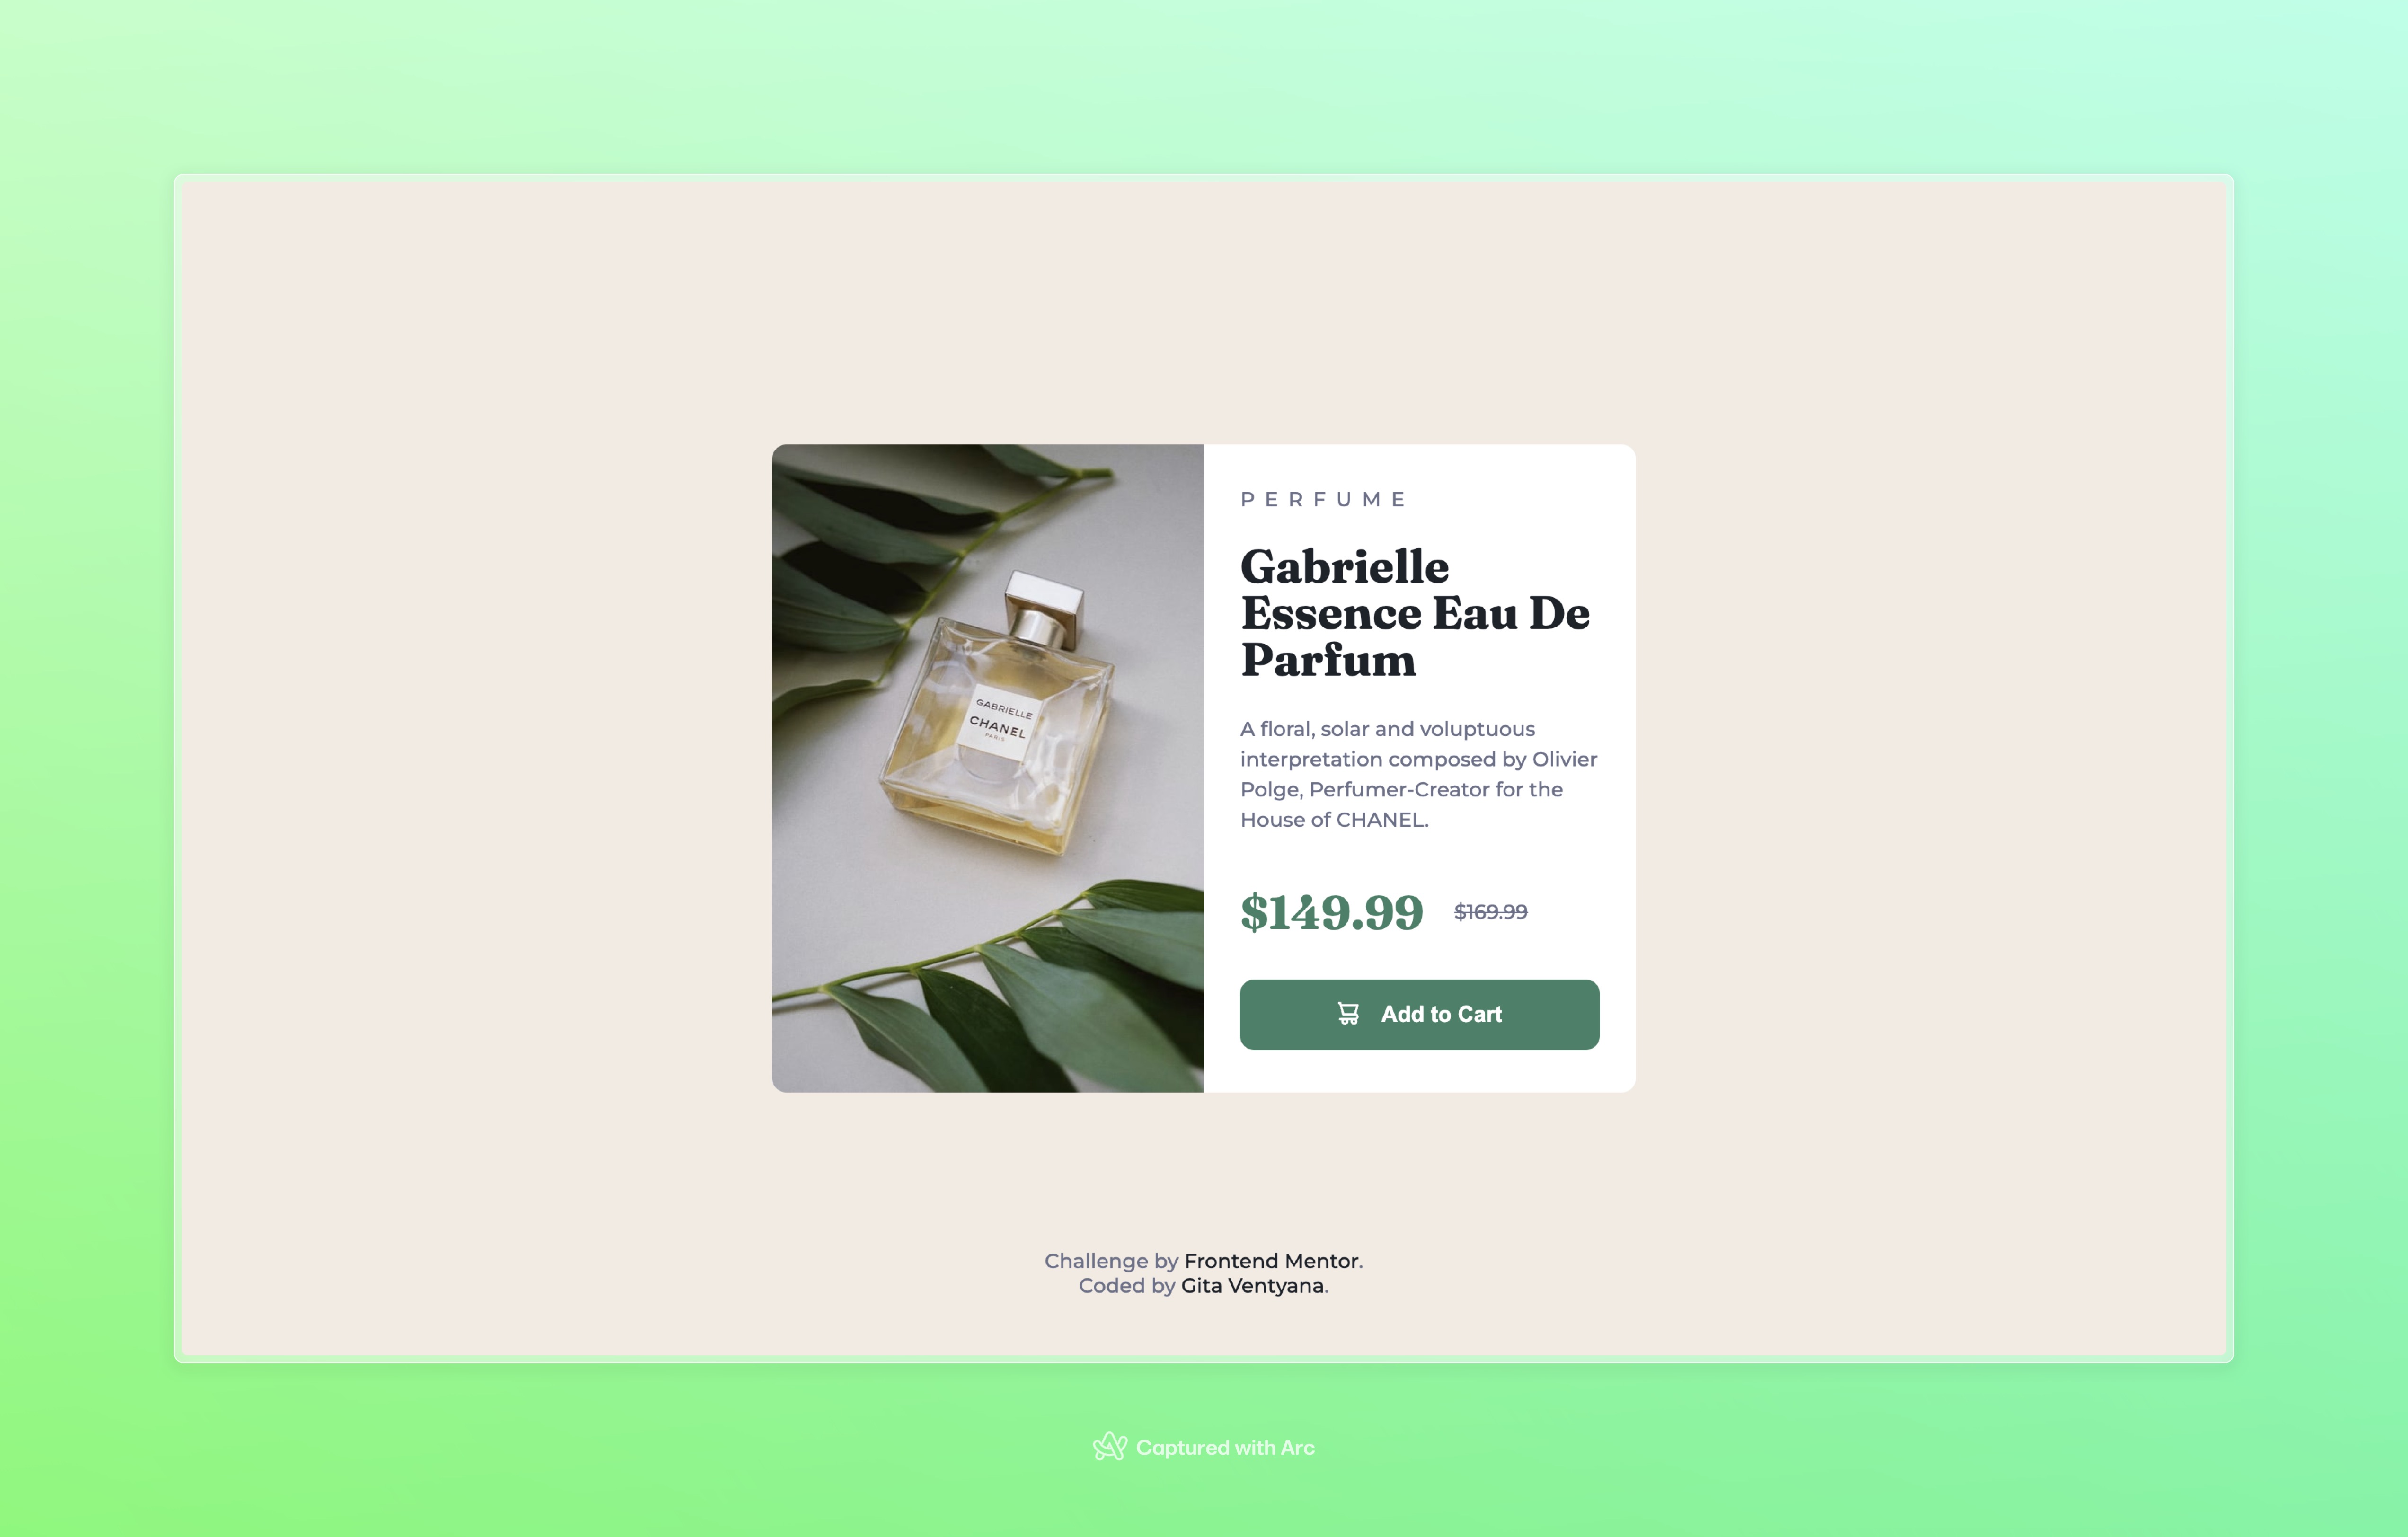 PERFUME
Gabrielle
Essence Eau De
Parfum
GABRIELLE
CHANEL
PARIS
A floral, solar and voluptuous
interpretation composed by Olivier
Polge, Perfumer-Creator for the
House of CHANEL.
$149.99 $169.99
Add to Cart
Challenge by Frontend Mentor.
Coded by Gita Ventyana.
Captured with Arc